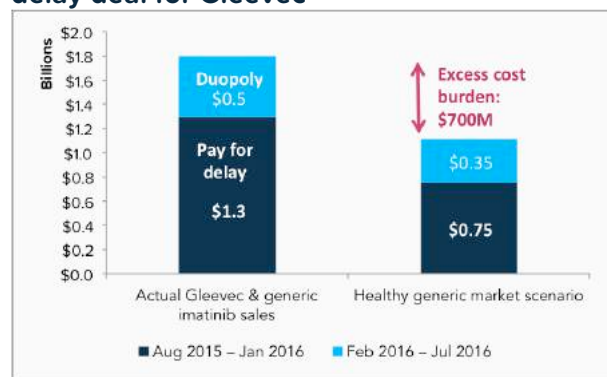 delay deal for Gleevec
Billions
$2.0
$1.8
$1.6
$1.4
$1.2
$1.0
$0.8
$0.6
$0.4
$0.2
$0.0
Duopoly
$0.5
Pay for
delay
$1.3
Excess cost
burden:
$700M
$0.35
$0.75
Actual Gleevec & generic
imatinib sales
Healthy generic market scenario
Aug 2015 – Jan 2016
Feb 2016 – Jul 2016